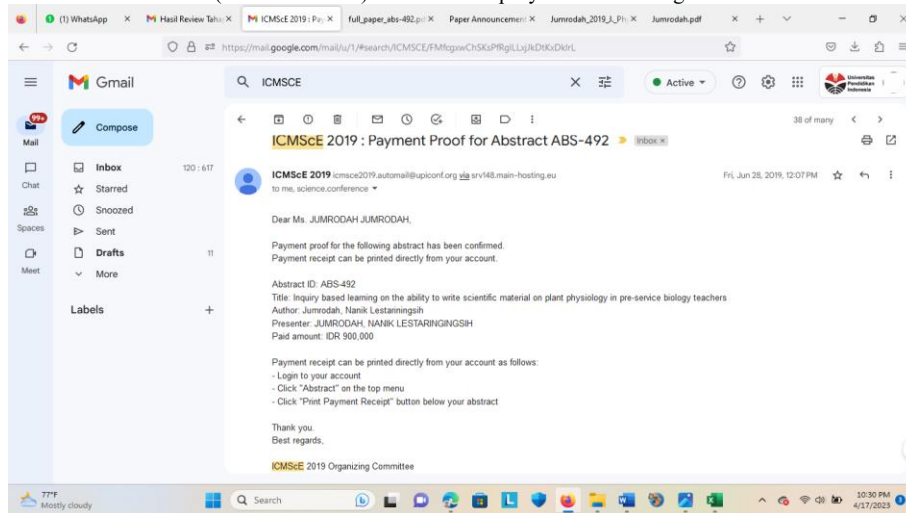 (1) WhatsApp
Hasil Review Tahap
ICMScE 2019 : Pay
full_paper_abs-492.pd
Paper Announcement
Jumrodah_2019_J._Phy
Jumrodah.pdf
https://mail.google.com/mail/u/1/#search/ICMSCE/FMfcgxwChSKsPfRglLLxjJkDtKxDklrL
Gmail
ICMSCE
Active
Universitas
Pendidikan
Indonesia
99+
Mail
Chat
Spaces
Meet
Compose
Inbox 120 : 617
Starred
Snoozed
Sent
Drafts 11
More
Labels
38 of many
ICMScE 2019 : Payment Proof for Abstract ABS-492 Inbox x
ICMScE 2019 icmsce2019.automail@upiconf.org via srv148.main-hosting.eu Fri, Jun 28, 2019, 12:07 PM
to me, science.conference
Dear Ms. JUMRODAH JUMRODAH,
Payment proof for the following abstract has been confirmed.
Payment receipt can be printed directly from your account.
Abstract ID: ABS-492
Title: Inquiry based learning on the ability to write scientific material on plant physiology in pre-service biology teachers
Author: Jumrodah, Nanik Lestariningsih
Presenter: JUMRODAH, NANIK LESTARINGINGSIH
Paid amount: IDR 900,000
Payment receipt can be printed directly from your account as follows:
- Login to your account
- Click "Abstract" on the top menu
- Click "Print Payment Receipt" button below your abstract
Thank you.
Best regards,
ICMScE 2019 Organizing Committee
77°F
Mostly cloudy
Search
10:30 PM
4/17/2023